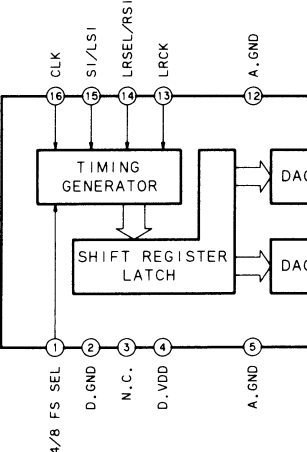 CLK
SI/LSI
LRSEL/RSI
LRCK
A.GND
16
15
14
13
12
TIMING
GENERATOR
DAC
SHIFT REGISTER
LATCH
DAC
1
2
3
4
5
4/8 FS SEL
D.GND
N.C.
D.VDD
A.GND